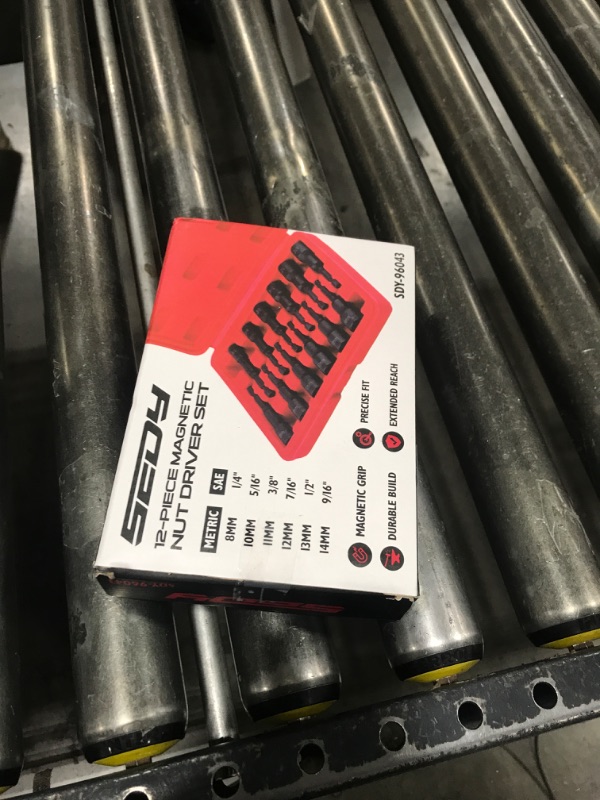 SEDY
12-PIECE MAGNETIC
NUT DRIVER SET
METRIC SAE
8MM 1/4"
10MM 5/16"
11MM 3/8"
12MM 7/16"
13MM 1/2"
14MM 9/16"
MAGNETIC GRIP
PRECISE FIT
DURABLE BUILD
EXTENDED REACH
SDY-96043
SEDY